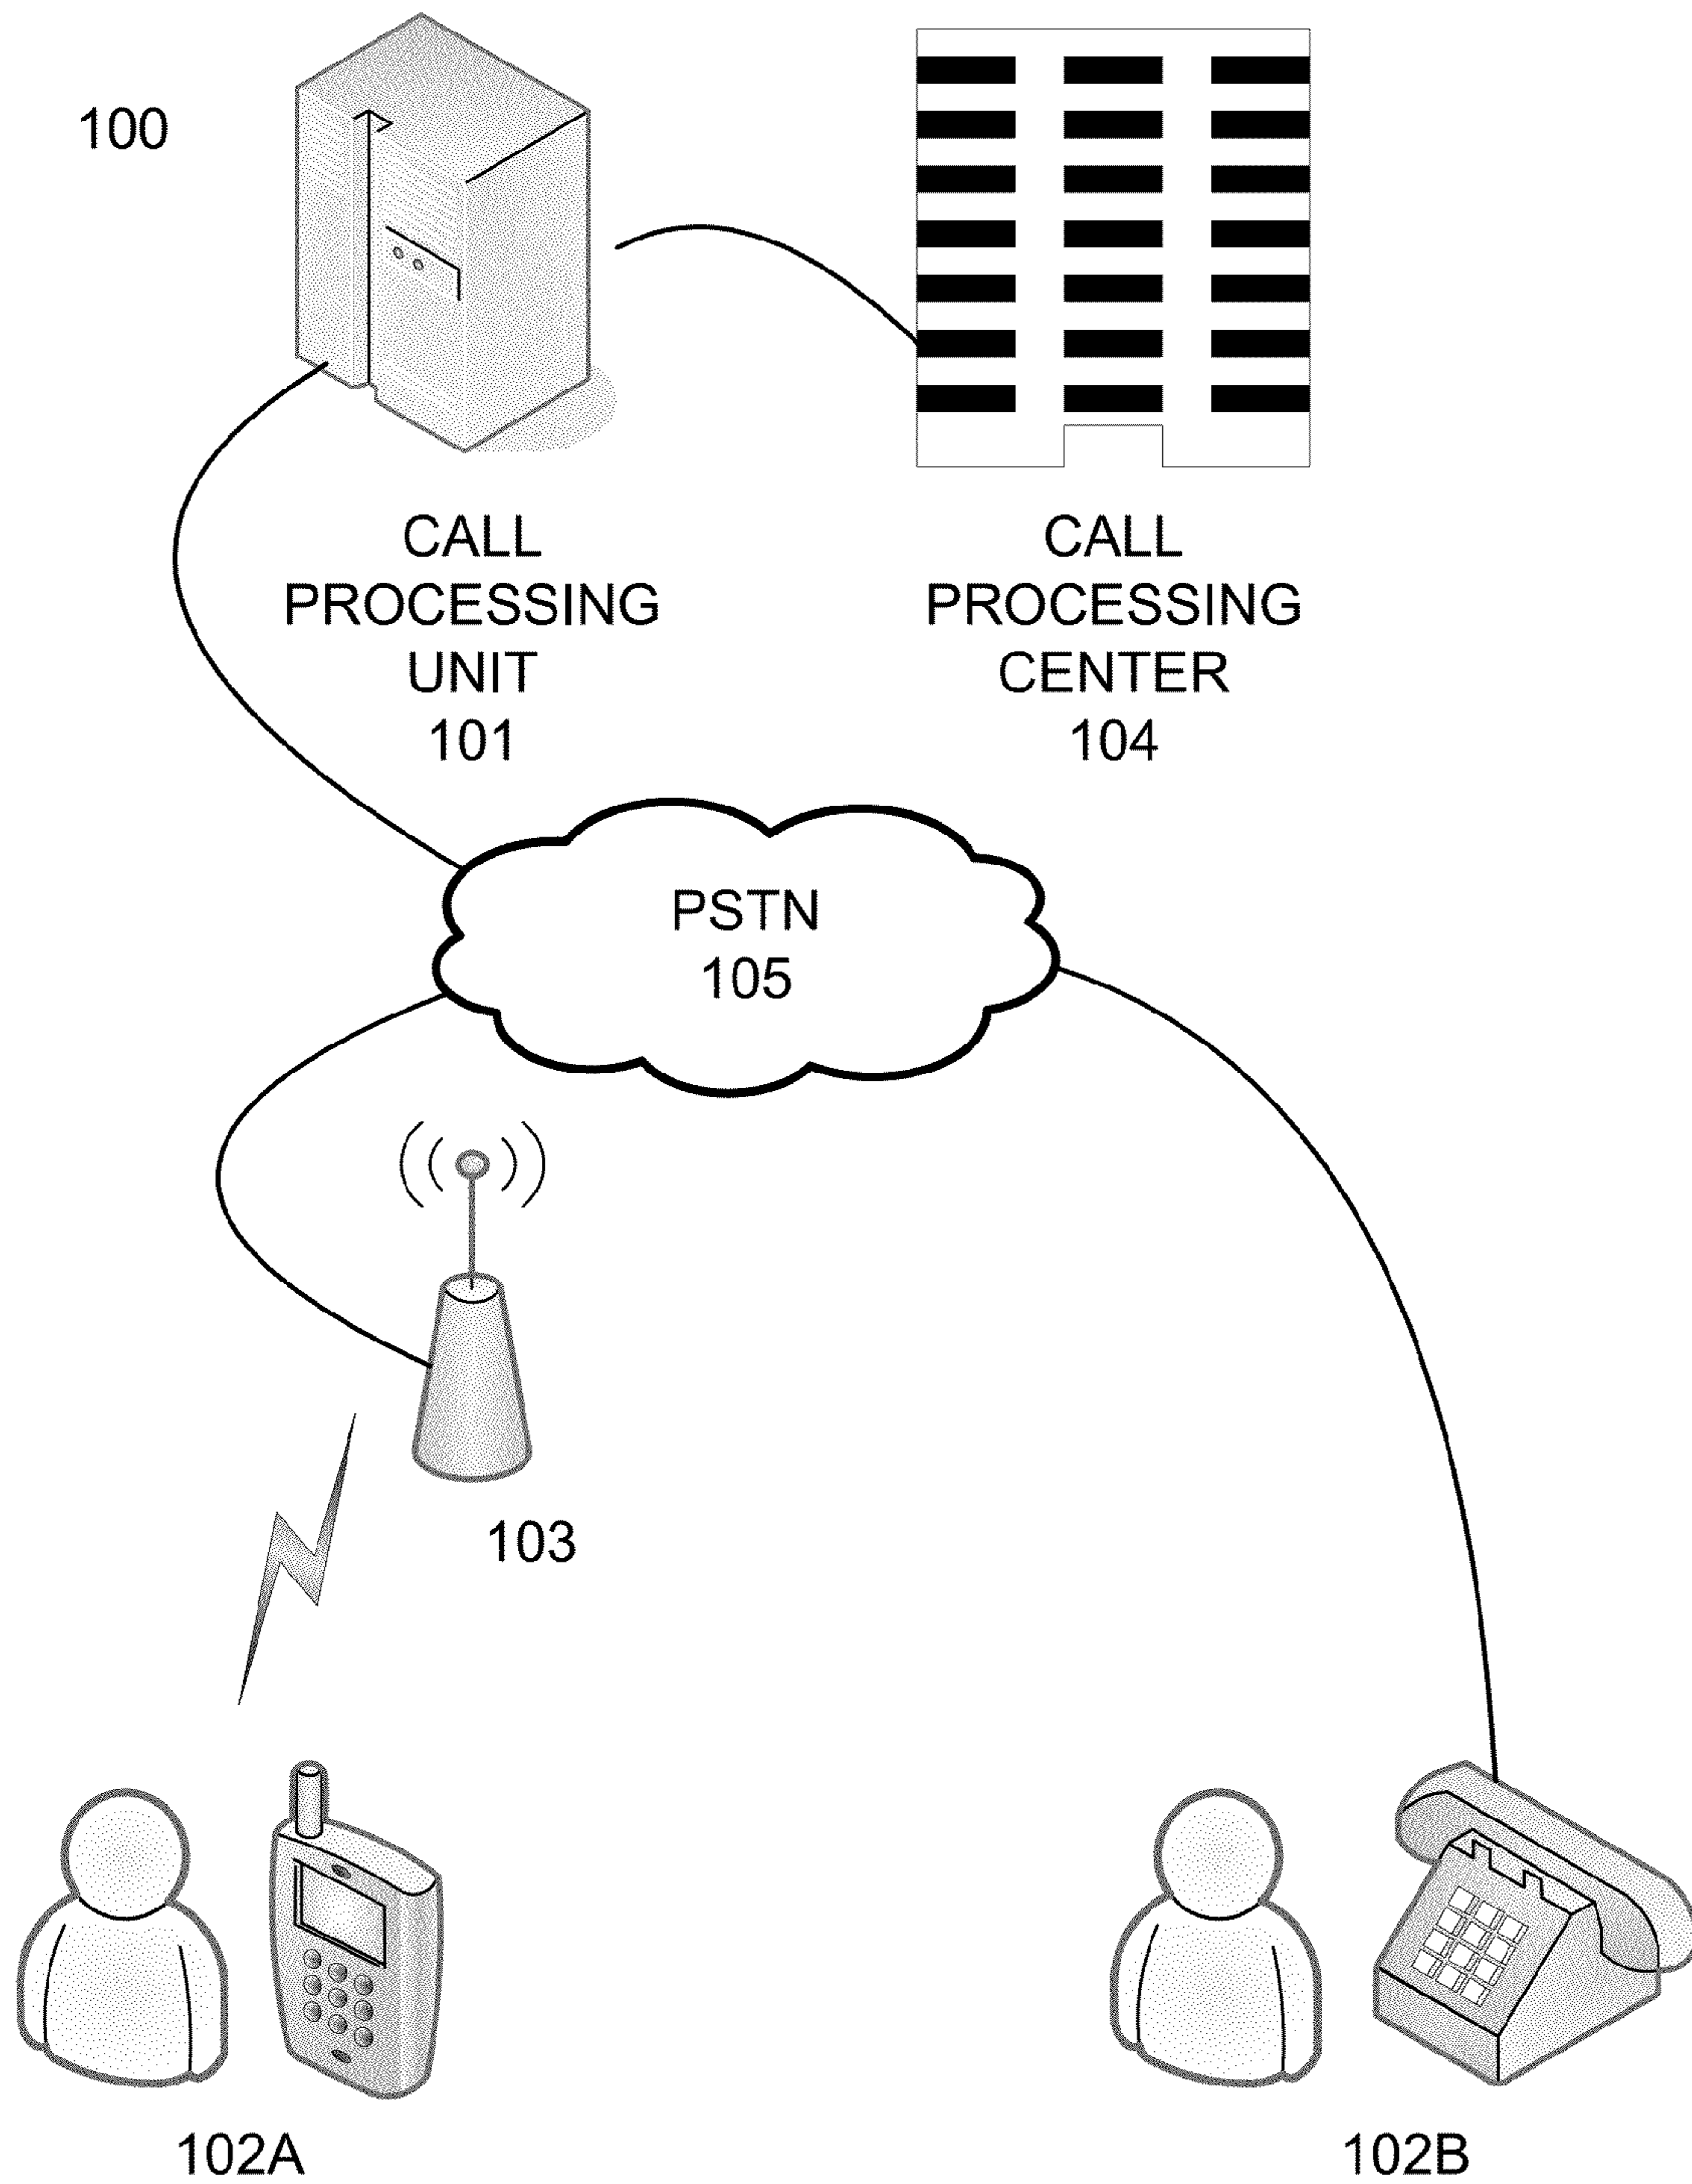 100
CALL
PROCESSING
UNIT
101
CALL
PROCESSING
CENTER
104
PSTN
105
103
102A
102B